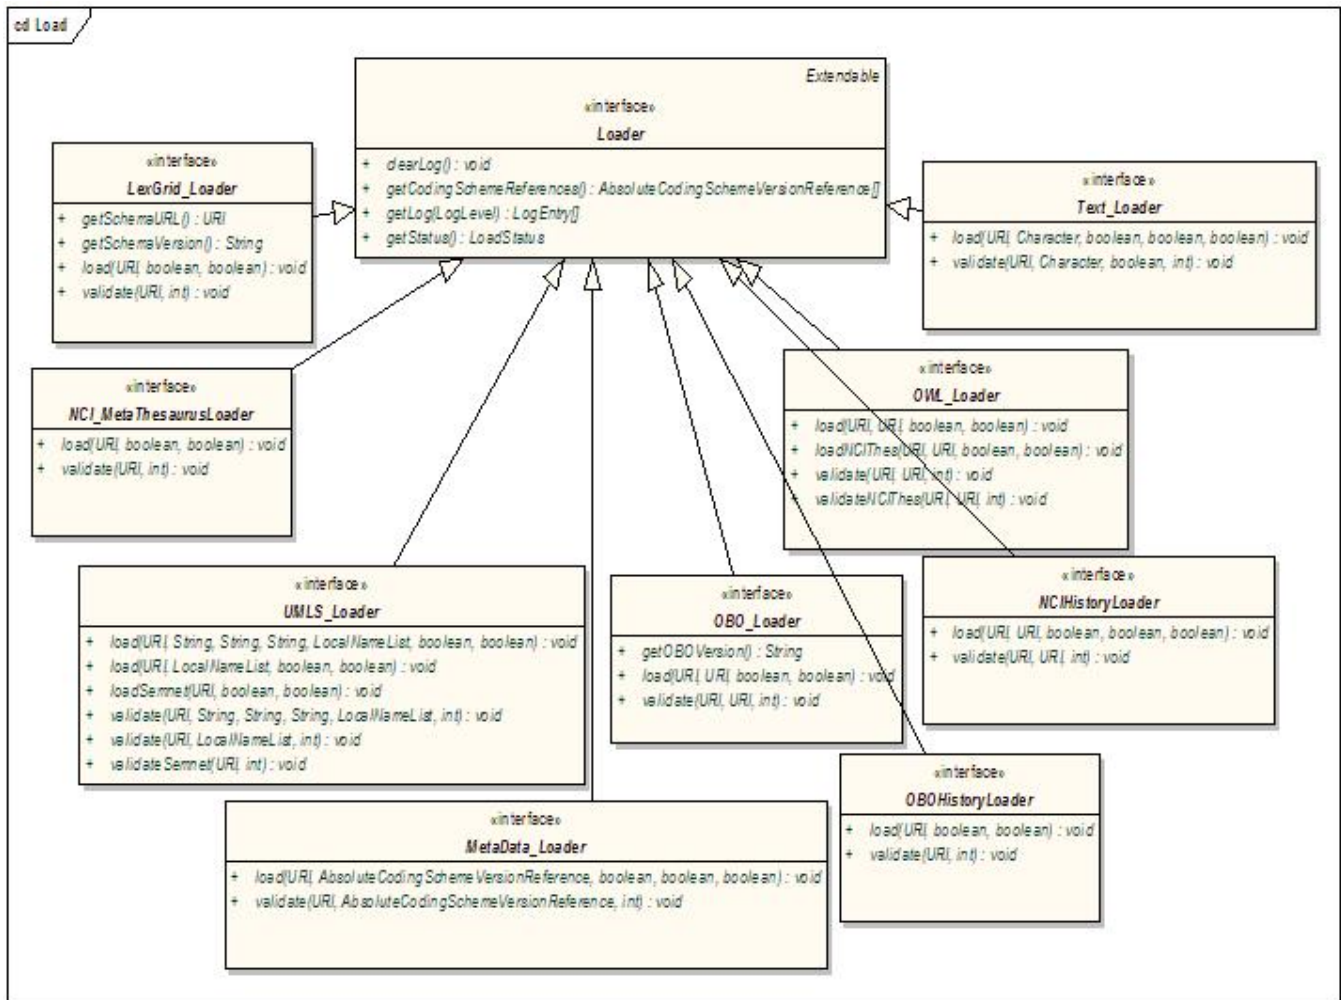 cd Load
Extendable
«interface»
Loader
+ clearLog() : void
+ getCodingSchemeReferences() : AbsoluteCodingSchemeVersionReference[]
+ getLog(LogLevel) : LogEntry[]
+ getStatus() : LoadStatus
«interface»
LexGrid_Loader
+ getSchemaURL() : URI
+ getSchemaVersion() : String
+ load(URI, boolean, boolean) : void
+ validate(URI, int) : void
«interface»
Text_Loader
+ load(URI, Character, boolean, boolean, boolean) : void
+ validate(URI, Character, boolean, int) : void
«interface»
NCI_MetaThesaurusLoader
+ load(URI, boolean, boolean) : void
+ validate(URI, int) : void
«interface»
OWL_Loader
+ load(URI, URI, boolean, boolean) : void
+ loadNCIThes(URI, URI, boolean, boolean) : void
+ validate(URI, URI, int) : void
+ validateNCIThes(URI, URI, int) : void
«interface»
UMLS_Loader
+ load(URI, String, String, String, LocalNameList, boolean, boolean) : void
+ load(URI, LocalNameList, boolean, boolean) : void
+ loadSemnet(URI, boolean, boolean) : void
+ validate(URI, String, String, String, LocalNameList, int) : void
+ validate(URI, LocalNameList, int) : void
+ validateSemnet(URI, int) : void
«interface»
OBO_Loader
+ getOBOVersion() : String
+ load(URI, URI, boolean, boolean) : void
+ validate(URI, URI, int) : void
«interface»
NCIHistoryLoader
+ load(URI, URI, boolean, boolean, boolean) : void
+ validate(URI, URI, int) : void
«interface»
MetaData_Loader
+ load(URI, AbsoluteCodingSchemeVersionReference, boolean, boolean, boolean) : void
+ validate(URI, AbsoluteCodingSchemeVersionReference, int) : void
«interface»
OBOHistoryLoader
+ load(URI, boolean, boolean) : void
+ validate(URI, int) : void